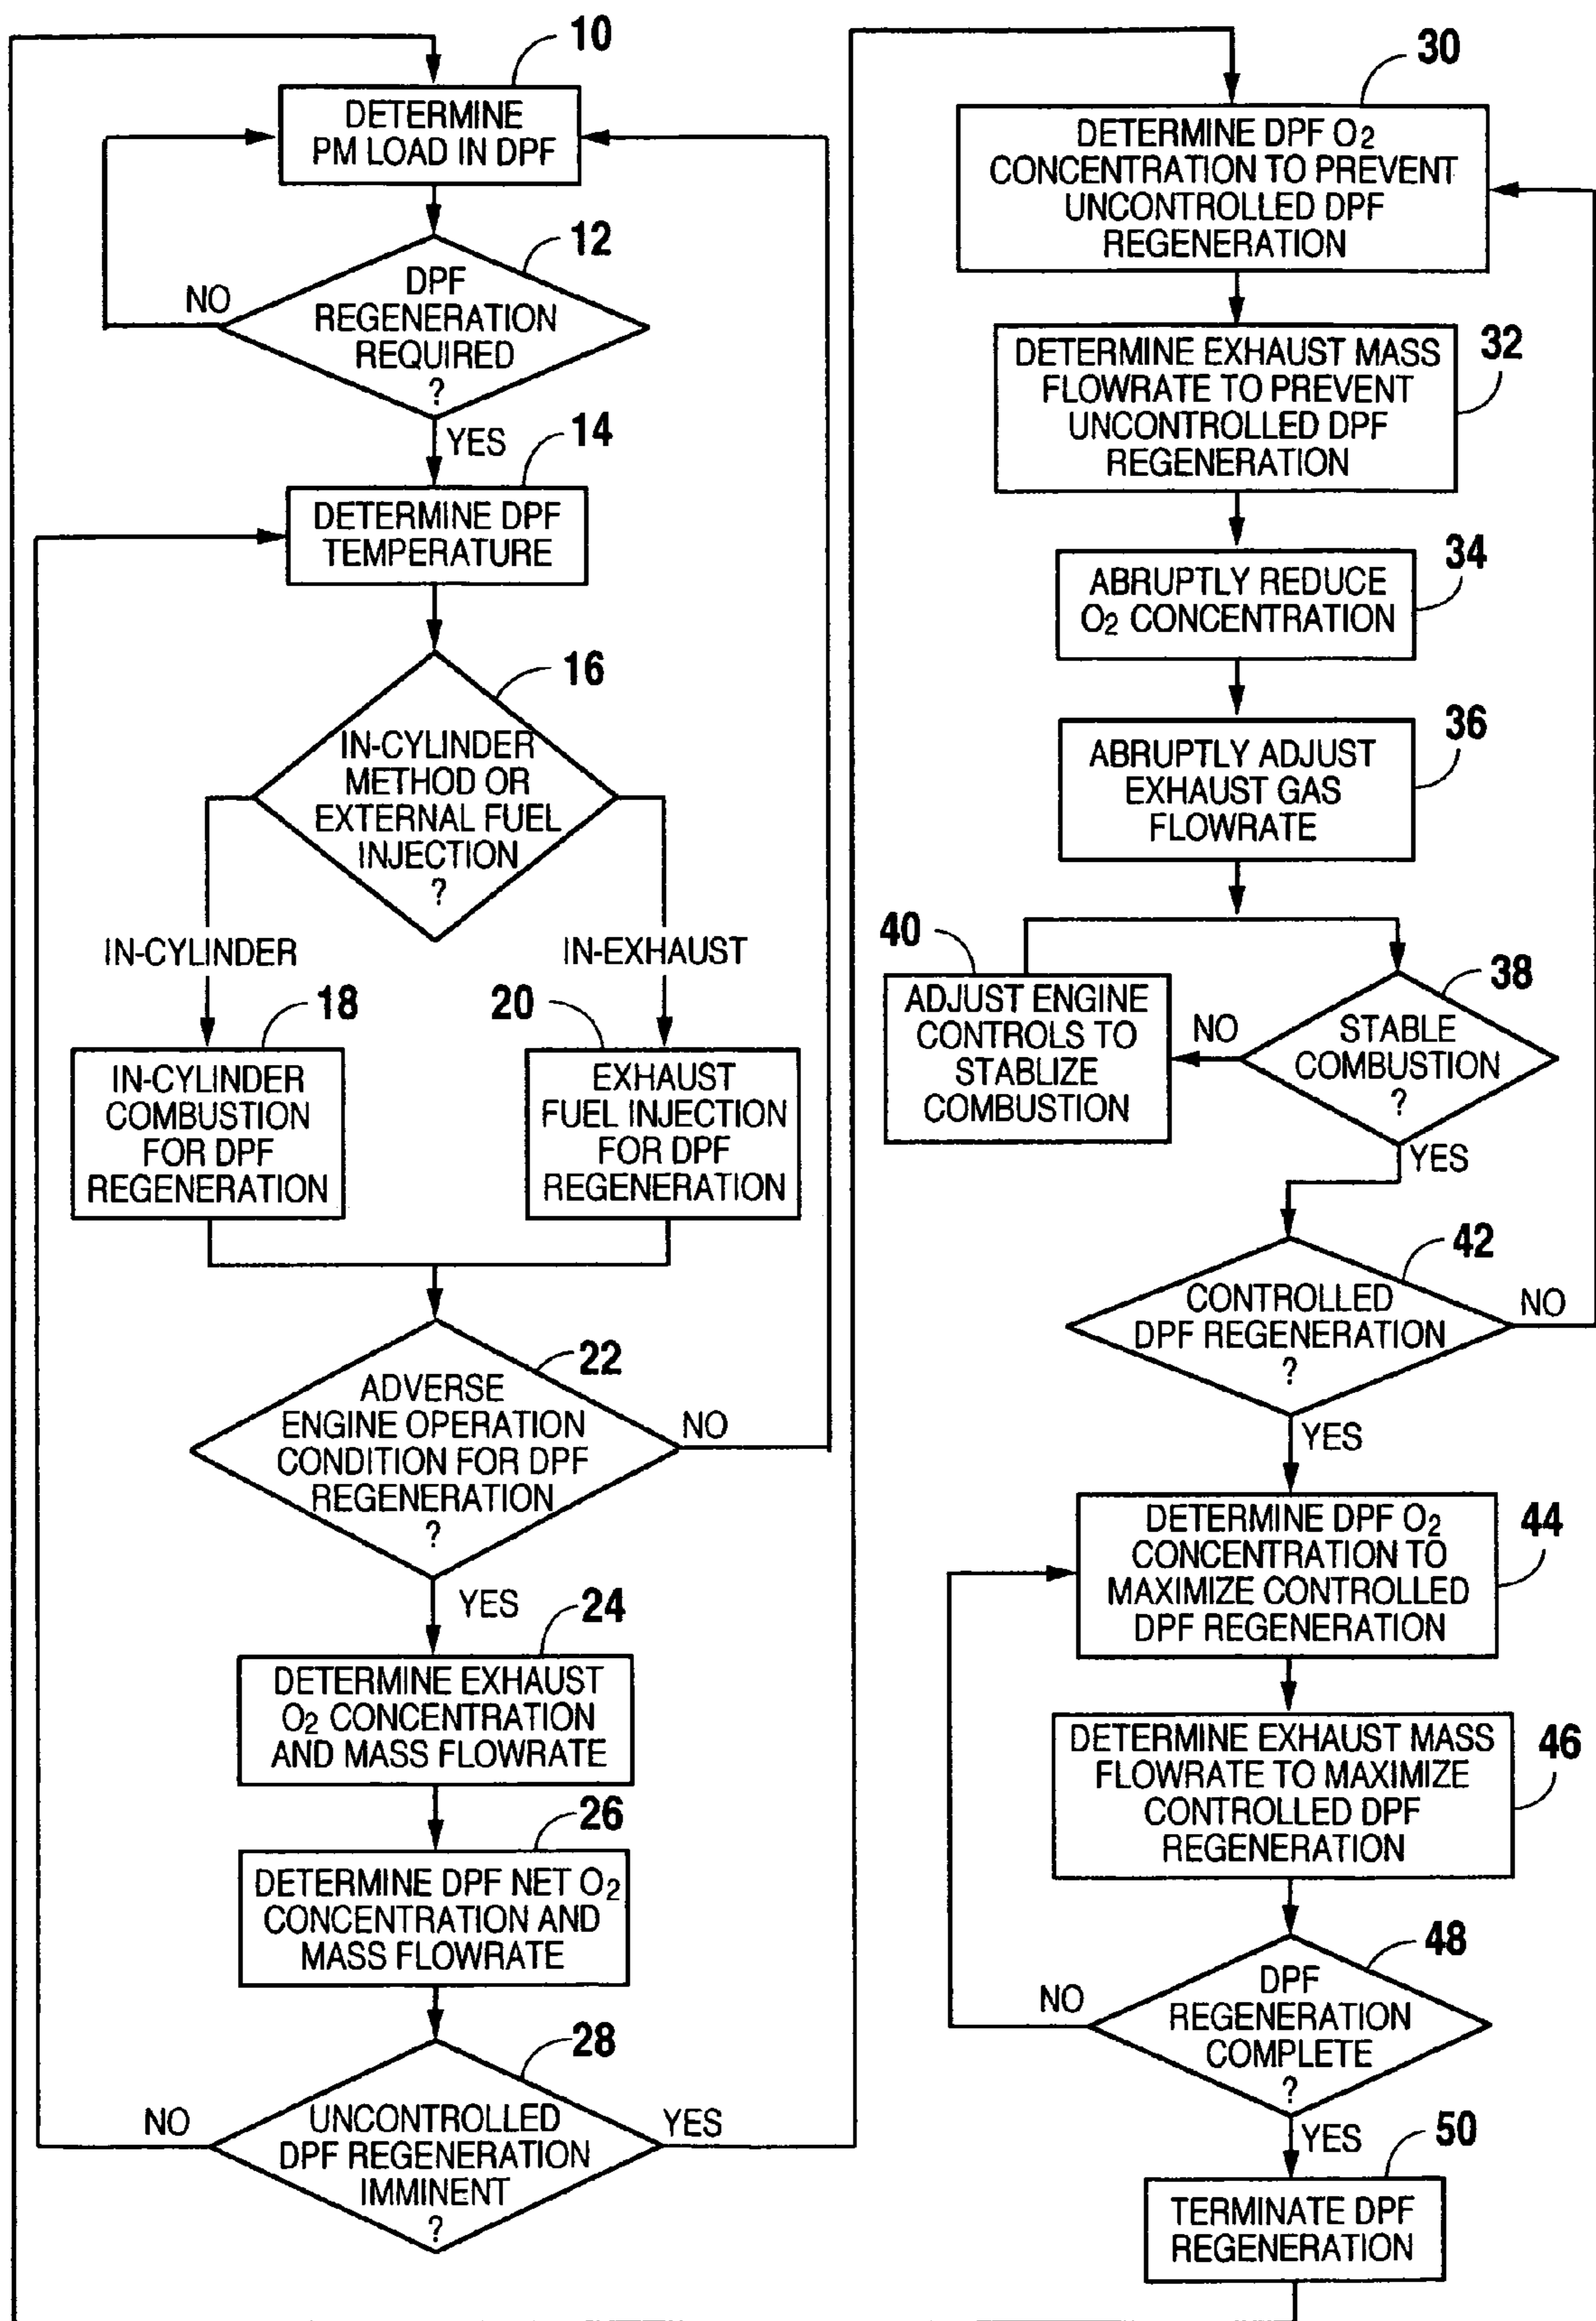 10
DETERMINE
PM LOAD IN DPF
12
DPF
REGENERATION
REQUIRED
?
NO
YES
14
DETERMINE DPF
TEMPERATURE
16
IN-CYLINDER
METHOD OR
EXTERNAL FUEL
INJECTION
?
IN-CYLINDER
IN-EXHAUST
18
IN-CYLINDER
COMBUSTION
FOR DPF
REGENERATION
20
EXHAUST
FUEL INJECTION
FOR DPF
REGENERATION
22
ADVERSE
ENGINE OPERATION
CONDITION FOR DPF
REGENERATION
?
NO
YES
24
DETERMINE EXHAUST
O2 CONCENTRATION
AND MASS FLOWRATE
26
DETERMINE DPF NET O2
CONCENTRATION AND
MASS FLOWRATE
28
UNCONTROLLED
DPF REGENERATION
IMMINENT
?
NO
YES
30
DETERMINE DPF O2
CONCENTRATION TO PREVENT
UNCONTROLLED DPF
REGENERATION
32
DETERMINE EXHAUST MASS
FLOWRATE TO PREVENT
UNCONTROLLED DPF
REGENERATION
34
ABRUPTLY REDUCE
O2 CONCENTRATION
36
ABRUPTLY ADJUST
EXHAUST GAS
FLOWRATE
38
STABLE
COMBUSTION
?
NO
YES
40
ADJUST ENGINE
CONTROLS TO
STABLIZE
COMBUSTION
42
CONTROLLED
DPF REGENERATION
?
NO
YES
44
DETERMINE DPF O2
CONCENTRATION TO
MAXIMIZE CONTROLLED
DPF REGENERATION
46
DETERMINE EXHAUST MASS
FLOWRATE TO MAXIMIZE
CONTROLLED DPF
REGENERATION
48
DPF
REGENERATION
COMPLETE
?
NO
YES
50
TERMINATE DPF
REGENERATION